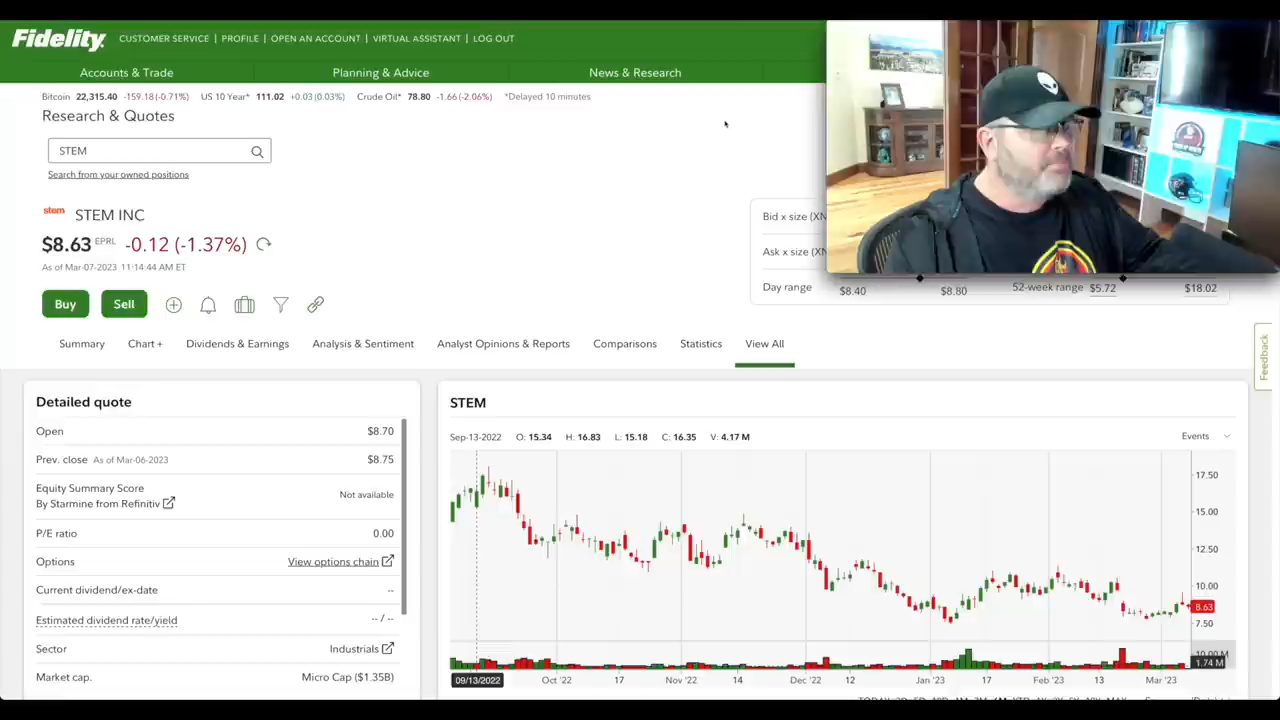 Fidelity
CUSTOMER SERVICE | PROFILE | OPEN AN ACCOUNT | VIRTUAL ASSISTANT | LOG OUT
Accounts & Trade Planning & Advice News & Research
Bitcoin 22,315.40 -159.18 (-0.71%) US 10 Year* 111.02 +0.03 (0.03%) Crude Oil* 78.80 -1.66 (-2.06%) *Delayed 10 minutes
Research & Quotes
STEM
Search from your owned positions
stem STEM INC
$8.63 EPRL -0.12 (-1.37%)
As of Mar-07-2023 11:14:44 AM ET
Bid x size (XN
Ask x size (XN
Day range $8.40 $8.80 52-week range $5.72 $18.02
Buy Sell
Summary Chart + Dividends & Earnings Analysis & Sentiment Analyst Opinions & Reports Comparisons Statistics View All
Feedback
Detailed quote
Open $8.70
Prev. close As of Mar-06-2023 $8.75
Equity Summary Score
By Starmine from Refinitiv Not available
P/E ratio 0.00
Options View options chain
Current dividend/ex-date --
Estimated dividend rate/yield -- / --
Sector Industrials
Market cap. Micro Cap ($1.35B)
STEM
Sep-13-2022 O: 15.34 H: 16.83 L: 15.18 C: 16.35 V: 4.17 M
Events
17.50
15.00
12.50
10.00
8.63
7.50
10.00 M
1.74 M
09/13/2022 Oct '22 17 Nov '22 14 Dec '22 12 Jan '23 17 Feb '23 13 Mar '23